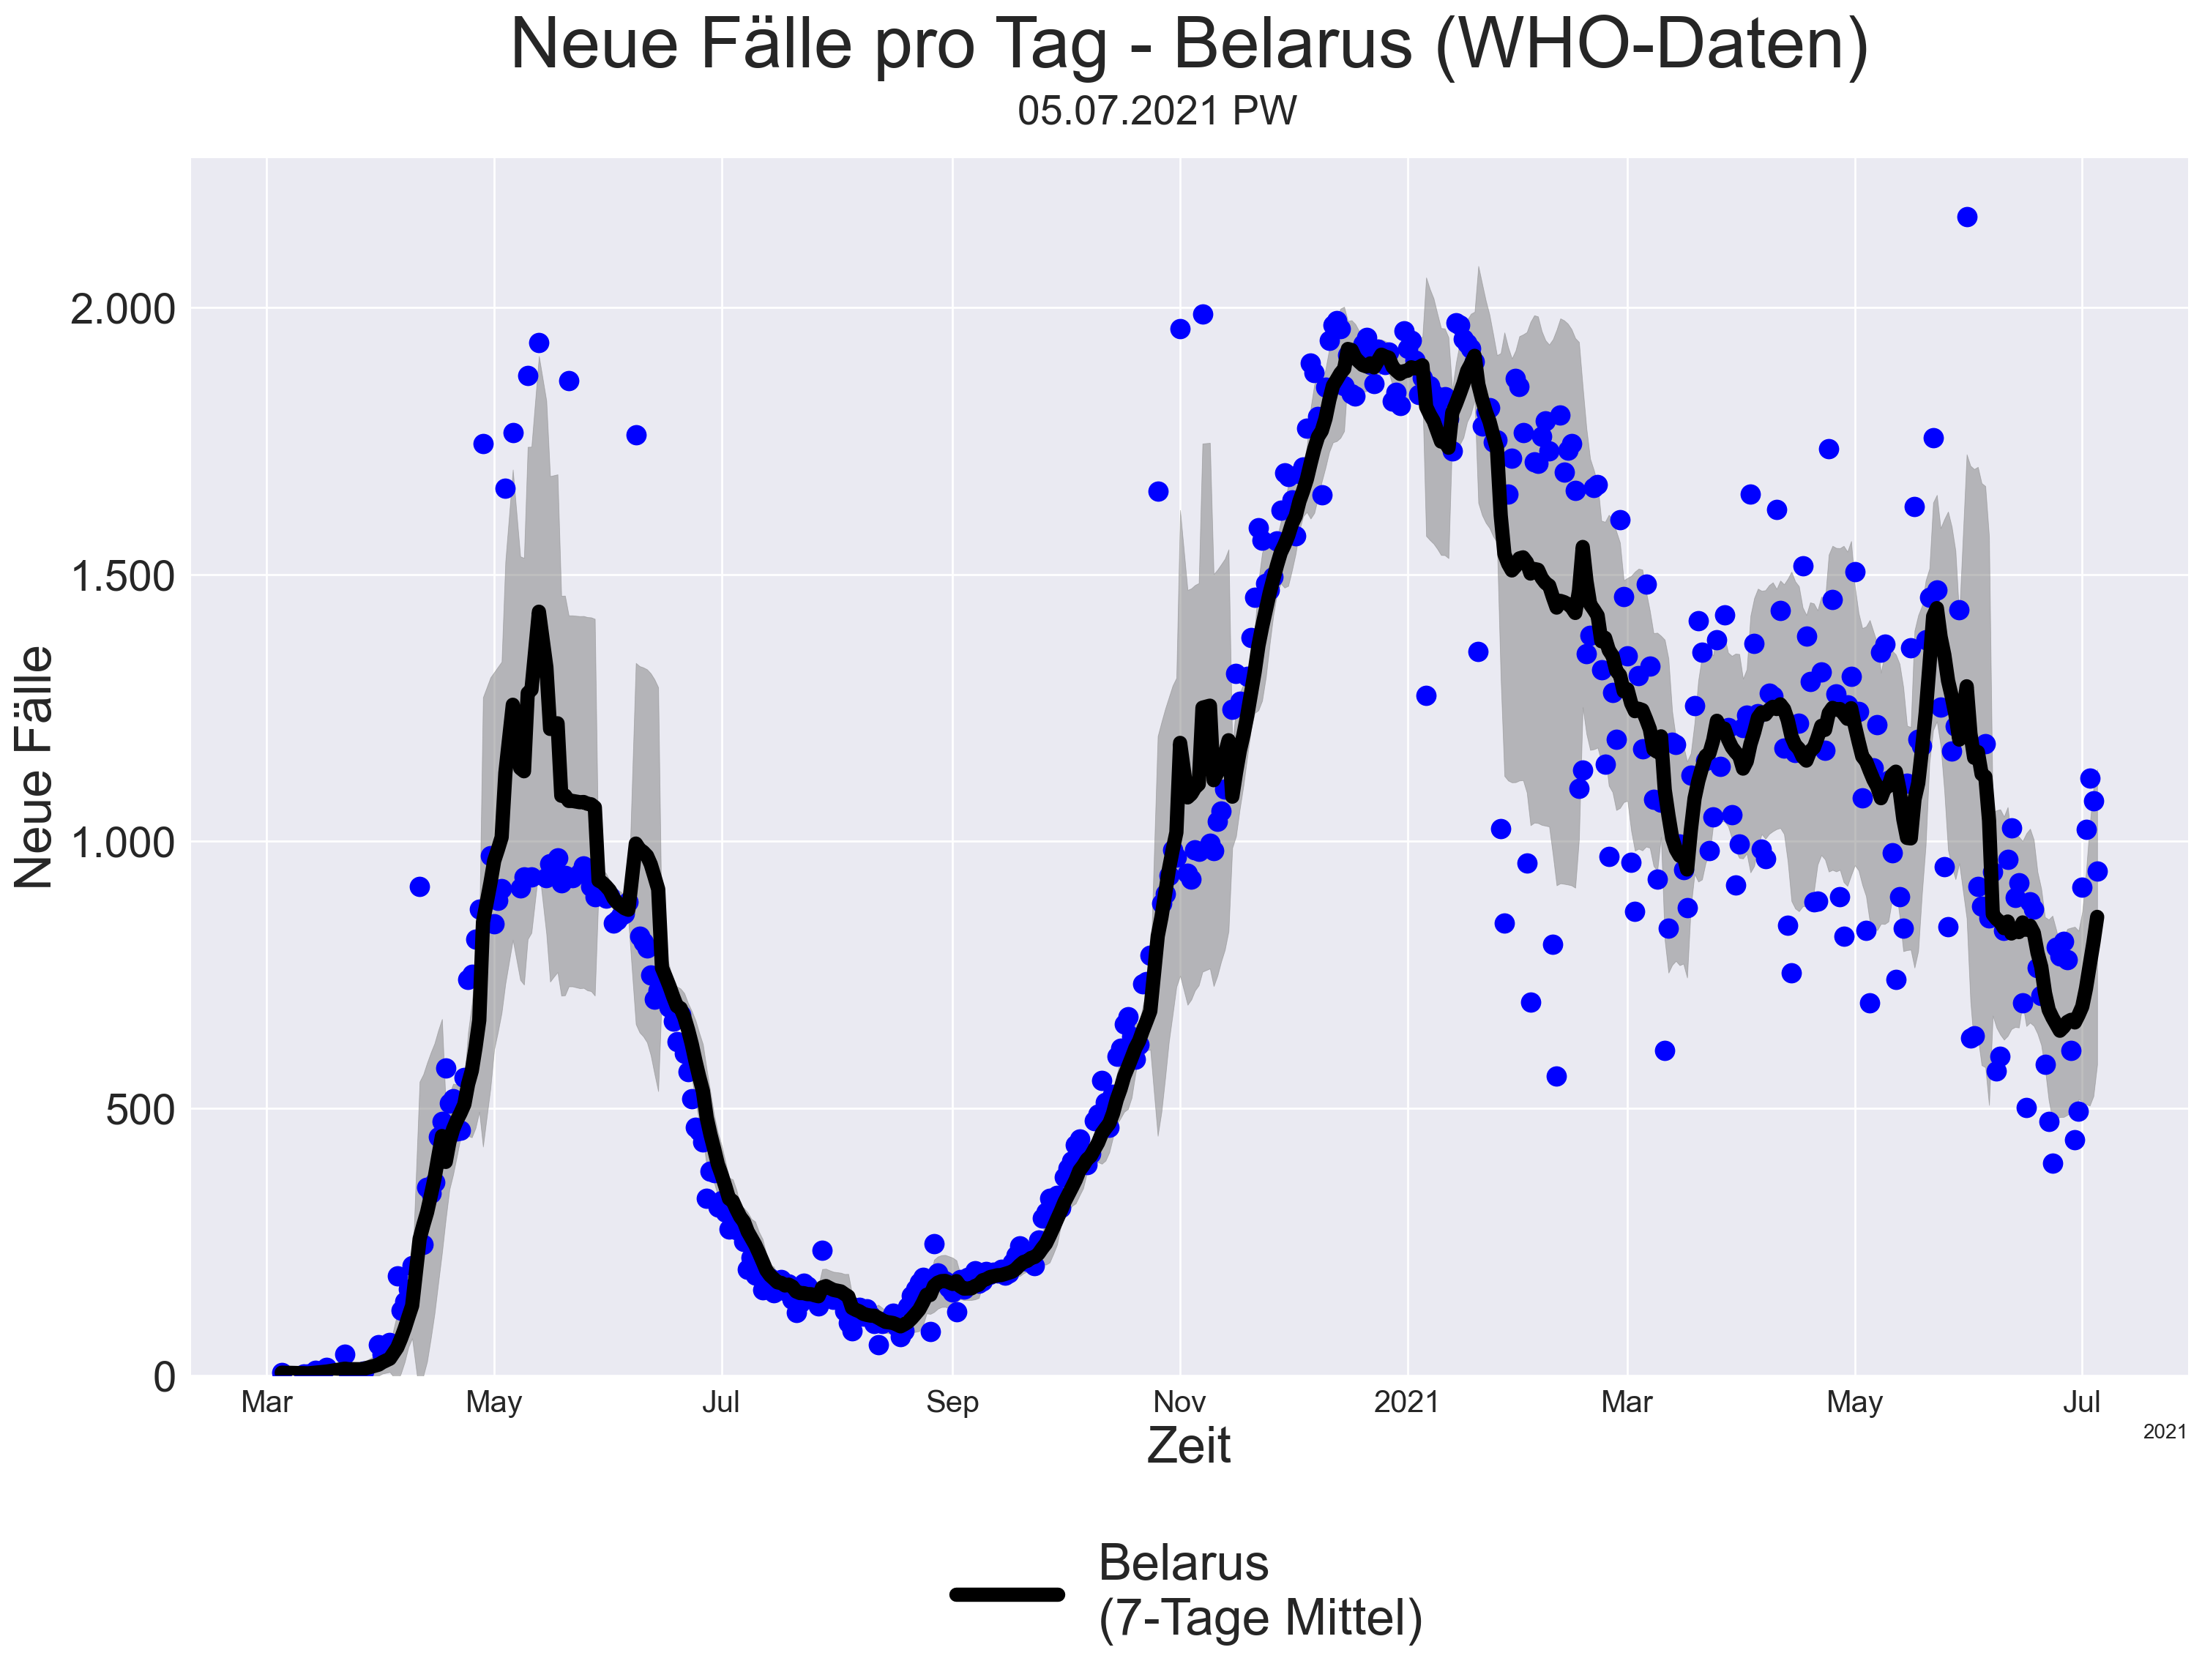 Neue Fälle pro Tag - Belarus (WHO-Daten)
05.07.2021 PW
Neue Fälle
2.000
1.500
1.000
500
0
Mar May Jul Sep Nov 2021 Mar May Jul
2021
Zeit
Belarus
(7-Tage Mittel)